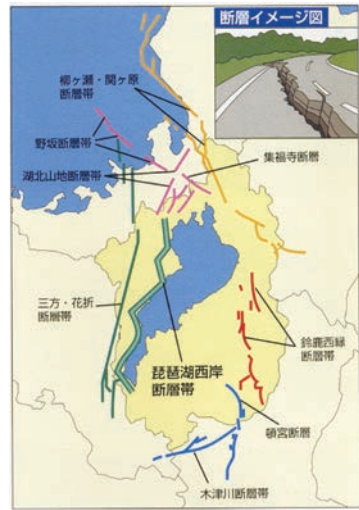 断層イメージ図
柳ヶ瀬・関ヶ原
断層帯
野坂断層帯
湖北山地断層帯
集福寺断層
三方・花折
断層帯
琵琶湖西岸
断層帯
鈴鹿西縁
断層帯
頓宮断層
木津川断層帯